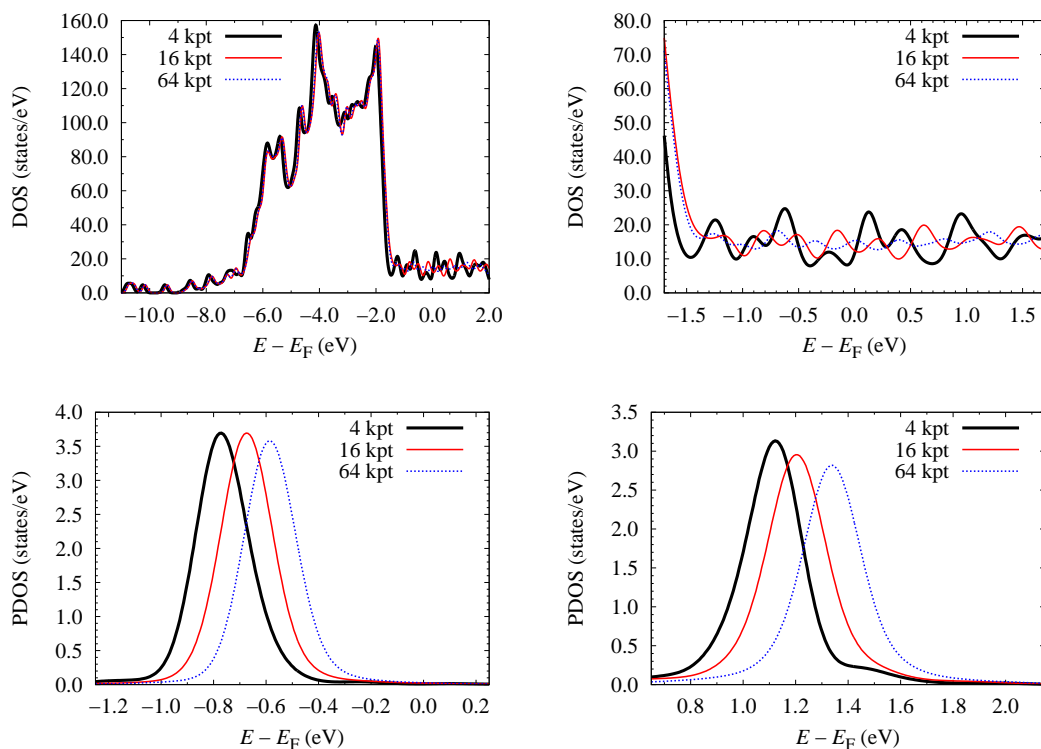 DOS (states/eV)
160.0
140.0
120.0
100.0
80.0
60.0
40.0
20.0
0.0
4 kpt
16 kpt
64 kpt
−10.0 −8.0 −6.0 −4.0 −2.0 0.0 2.0
E – EF (eV)
DOS (states/eV)
80.0
70.0
60.0
50.0
40.0
30.0
20.0
10.0
0.0
4 kpt
16 kpt
64 kpt
−1.5 −1.0 −0.5 0.0 0.5 1.0 1.5
E – EF (eV)
PDOS (states/eV)
4.0
3.5
3.0
2.5
2.0
1.5
1.0
0.5
0.0
4 kpt
16 kpt
64 kpt
−1.2 −1.0 −0.8 −0.6 −0.4 −0.2 0.0 0.2
E – EF (eV)
PDOS (states/eV)
3.5
3.0
2.5
2.0
1.5
1.0
0.5
0.0
4 kpt
16 kpt
64 kpt
0.8 1.0 1.2 1.4 1.6 1.8 2.0
E – EF (eV)